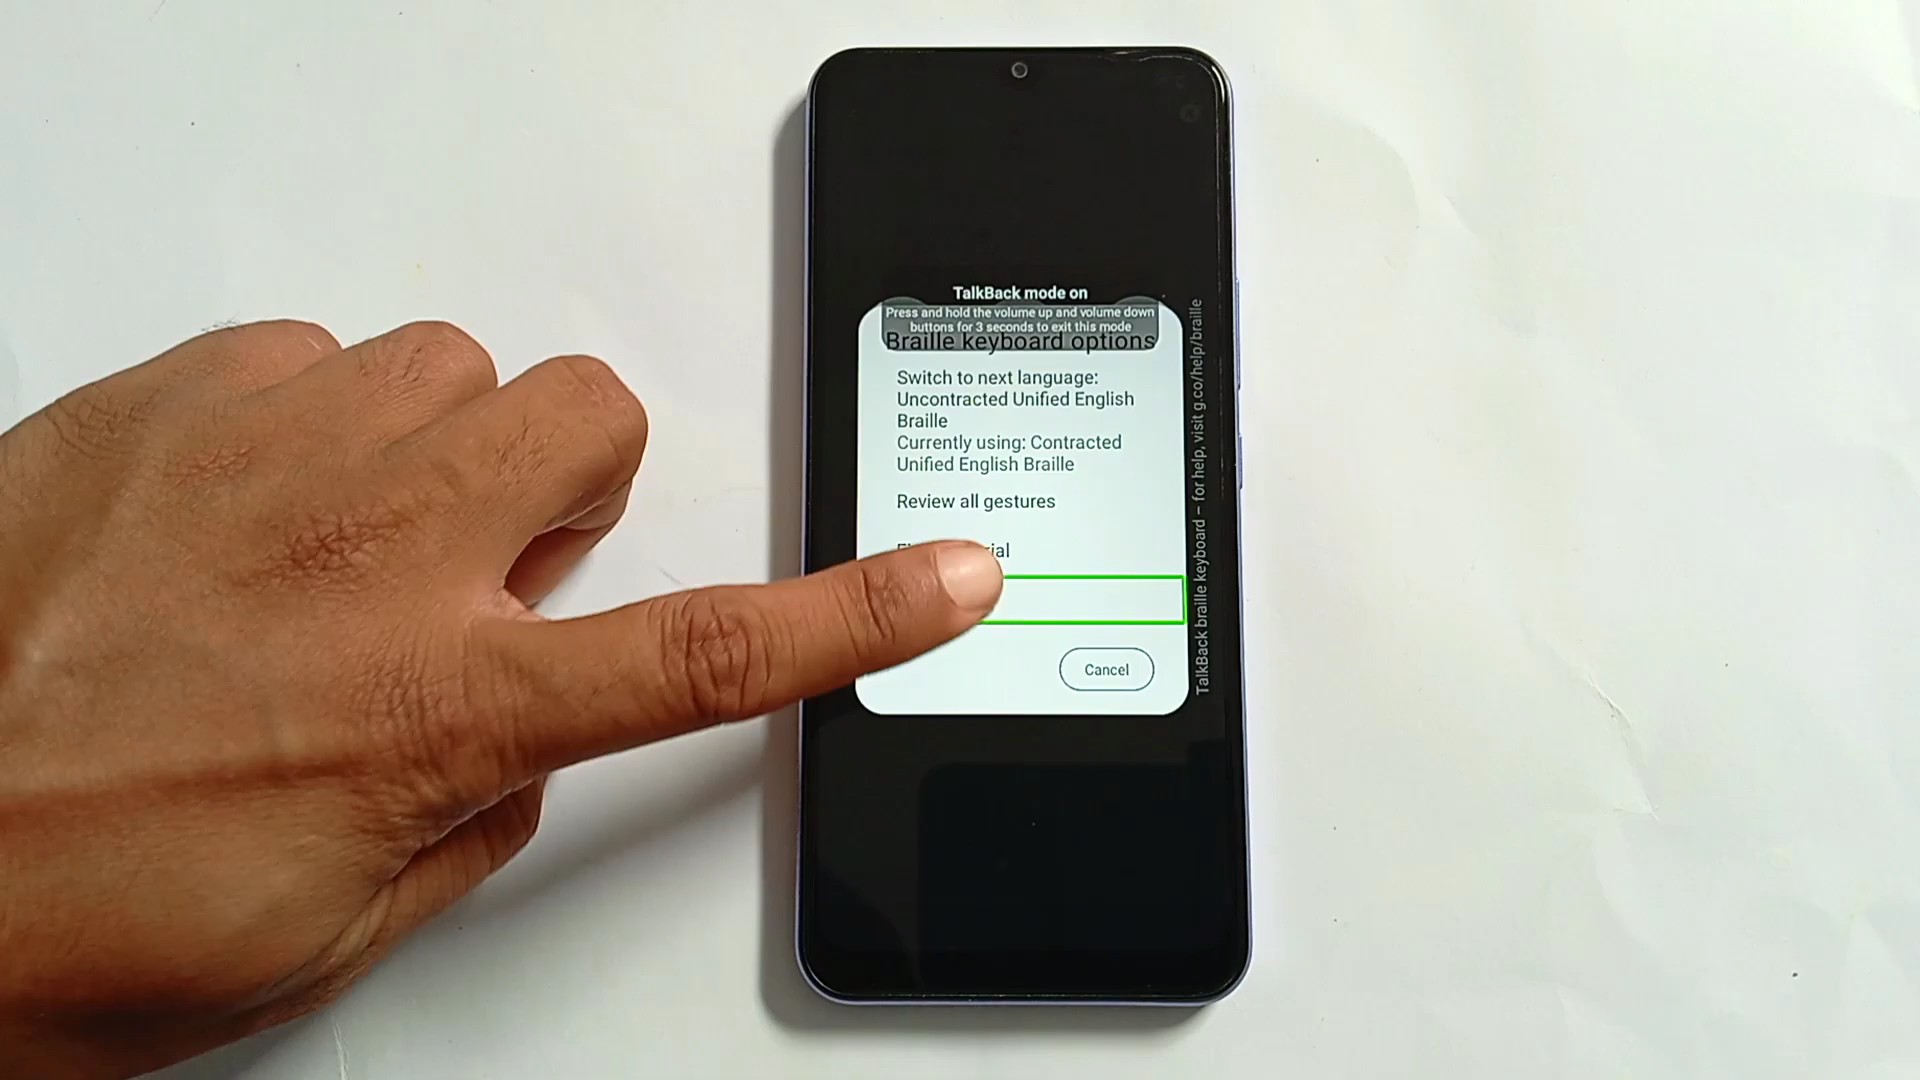 TalkBack mode on
Press and hold the volume up and volume down
buttons for 3 seconds to exit this mode
Braille keyboard options
Switch to next language:
Uncontracted Unified English
Braille
Currently using: Contracted
Unified English Braille
Review all gestures
Cancel
TalkBack braille keyboard – for help, visit g.co/help/braille